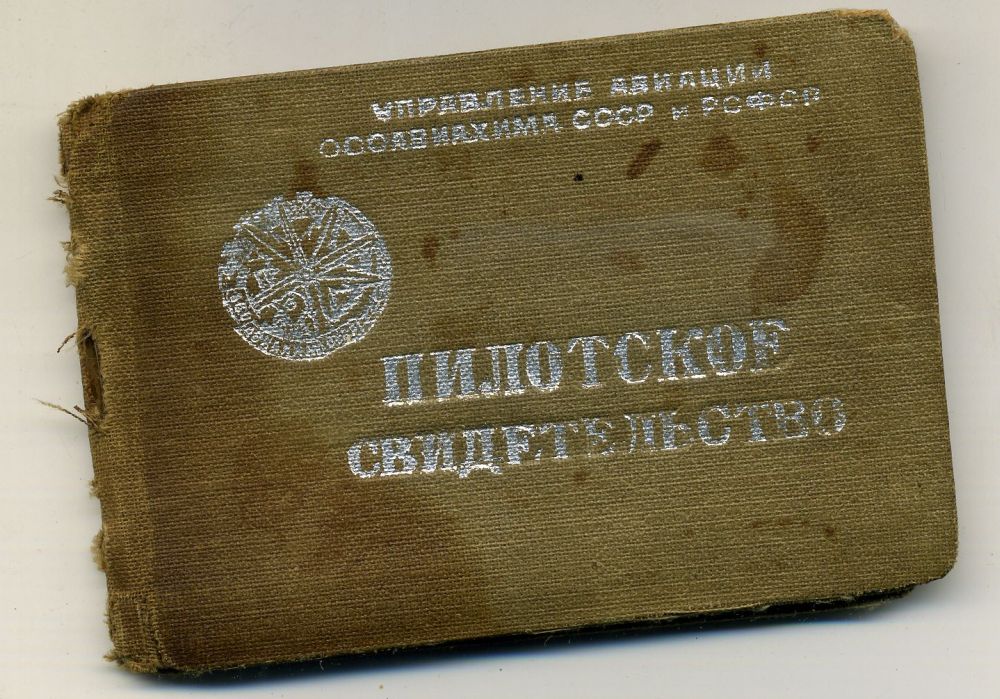 УПРАВЛЕНИЕ АВИАЦИИ
ОСОАВИАХИМА СССР и РСФСР
ПИЛОТСКОЕ
СВИДЕТЕЛЬСТВО